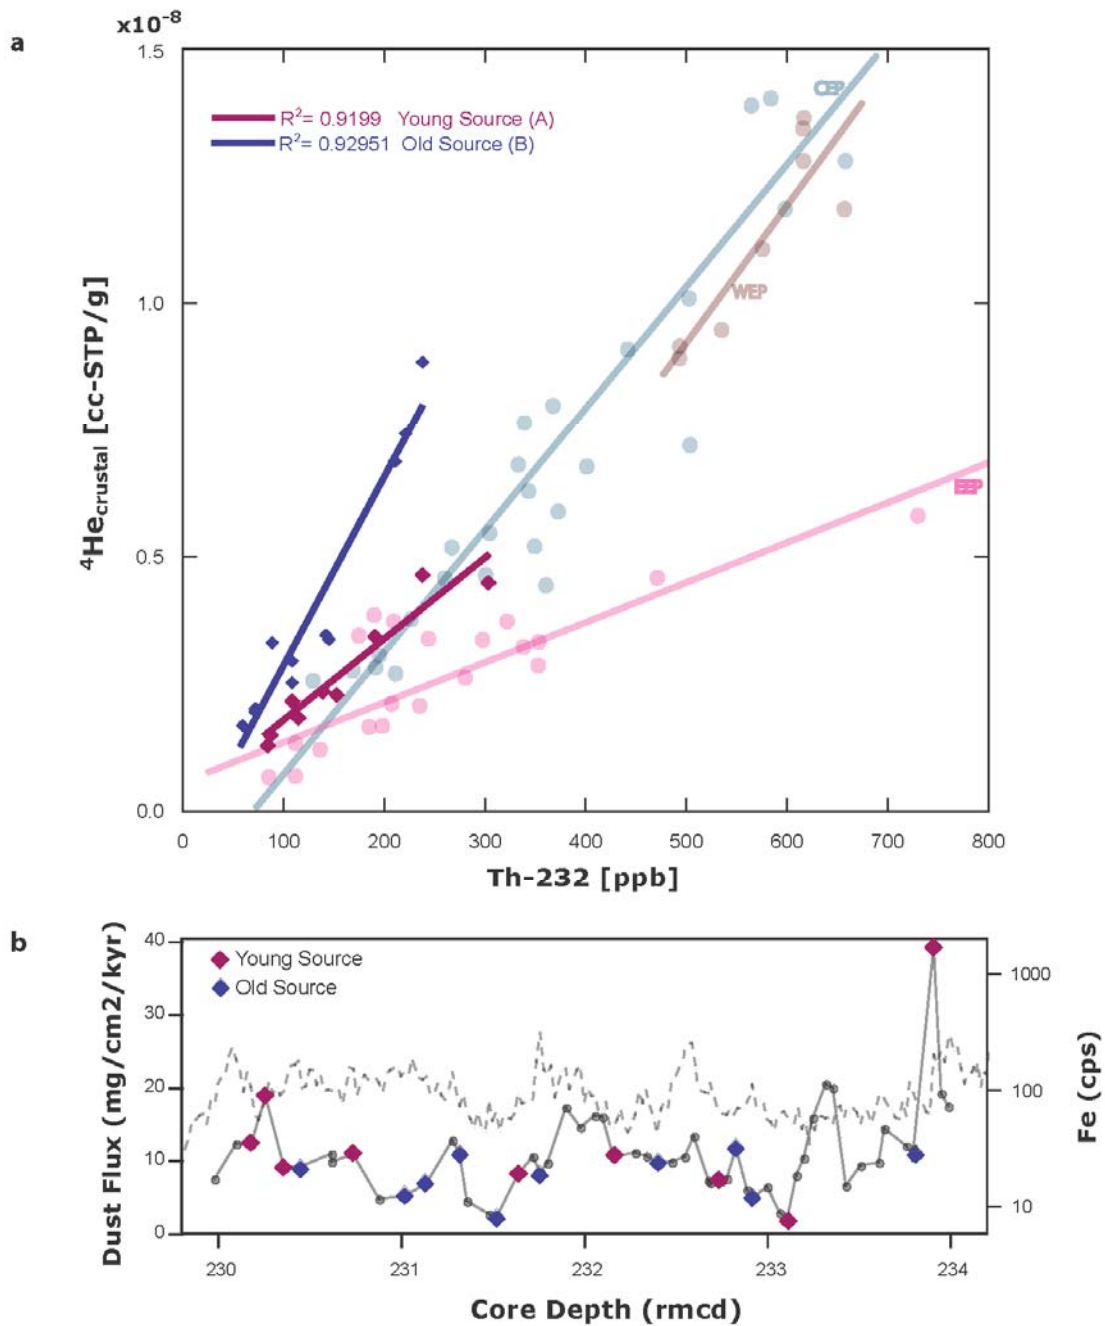 a
x10-8
1.5
R2= 0.9199 Young Source (A)
R2= 0.92951 Old Source (B)
CEP
WEP
EEP
1.0
0.5
0.0
4Hecrustal [cc-STP/g]
0 100 200 300 400 500 600 700 800
Th-232 [ppb]
b
40
30
20
10
0
Dust Flux (mg/cm2/kyr)
Young Source
Old Source
1000
100
10
Fe (cps)
230 231 232 233 234
Core Depth (rmcd)